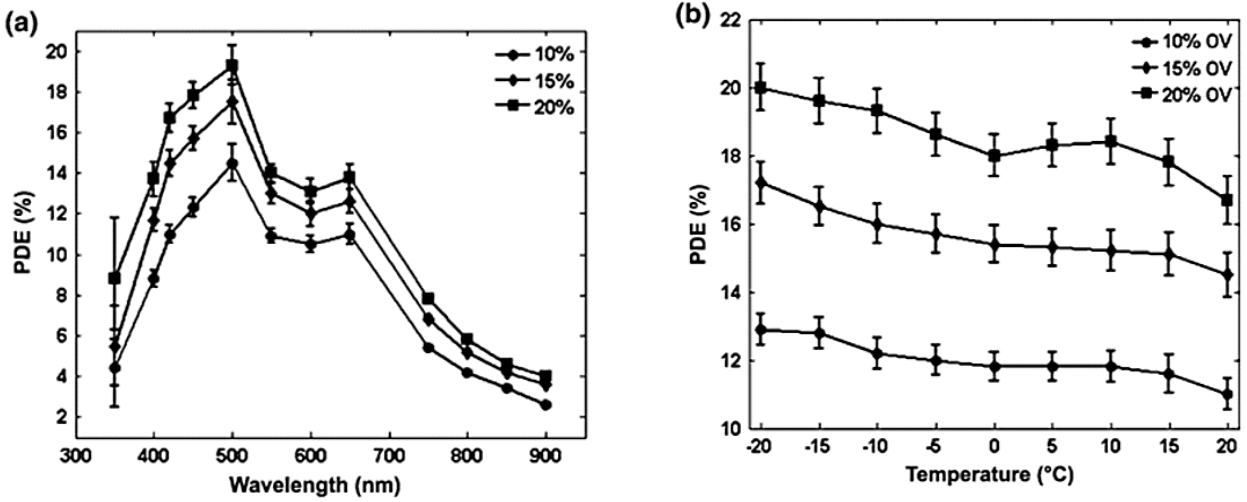 (a)
20
18
16
14
12
10
8
6
4
2
PDE (%)
10%
15%
20%
300 400 500 600 700 800 900
Wavelength (nm)
(b)
22
20
18
16
14
12
10
PDE (%)
10% OV
15% OV
20% OV
-20 -15 -10 -5 0 5 10 15 20
Temperature (°C)